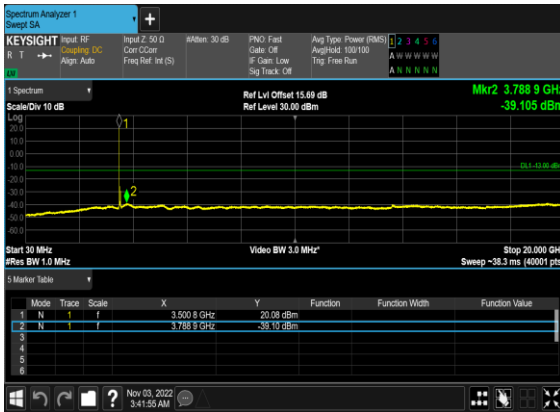 Spectrum Analyzer 1
Swept SA
+
KEYSIGHT
R T
Input: RF
Coupling: DC
Align: Auto
Input Z: 50 Ω
Corr CCorr
Freq Ref: Int (S)
#Atten: 30 dB
PNO: Fast
Gate: Off
IF Gain: Low
Sig Track: Off
Avg Type: Power (RMS)
Avg|Hold: 100/100
Trig: Free Run
1 2 3 4 5 6
A W W W W W
A N N N N N
1 Spectrum
Scale/Div 10 dB
Log
Ref Lvl Offset 15.69 dB
Ref Level 30.00 dBm
Mkr2 3.788 9 GHz
-39.105 dBm
20.0
10.0
0.00
-10.0
-20.0
-30.0
-40.0
-50.0
-60.0
1
2
DL1 -13.00 dBm
Start 30 MHz
#Res BW 1.0 MHz
Video BW 3.0 MHz*
Stop 20.000 GH
Sweep ~38.3 ms (40001 pts
5 Marker Table
Mode Trace Scale X Y Function Function Width Function Value
1 N 1 f 3.500 8 GHz 20.08 dBm
2 N 1 f 3.788 9 GHz -39.10 dBm
3
4
5
6
?
Nov 03, 2022
3:41:55 AM